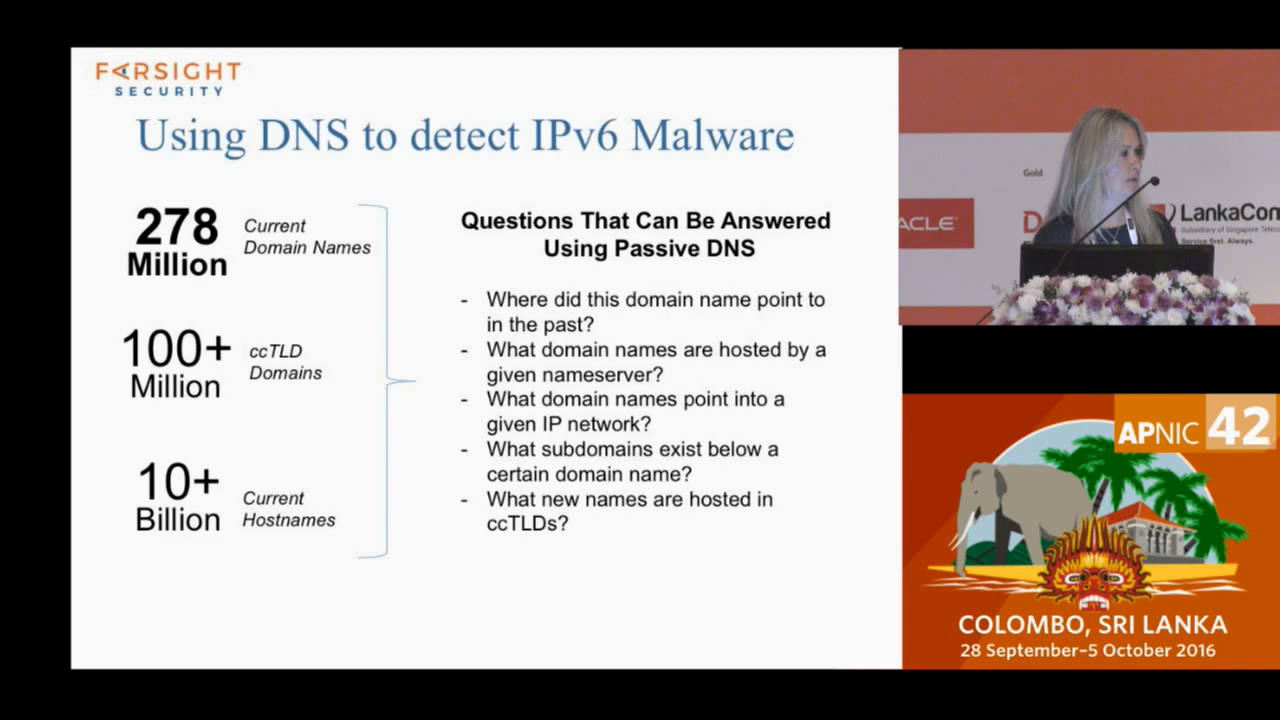 FARSIGHT
SECURITY
Using DNS to detect IPv6 Malware
278
Million
Current
Domain Names
100+
Million
ccTLD
Domains
10+
Billion
Current
Hostnames
Questions That Can Be Answered
Using Passive DNS
- Where did this domain name point to
in the past?
- What domain names are hosted by a
given nameserver?
- What domain names point into a
given IP network?
- What subdomains exist below a
certain domain name?
- What new names are hosted in
ccTLDs?
Gold
ACLE
D
LankaCom
Subsidiary of Singapore Teleco
Service first. Always.
APNIC 42
COLOMBO, SRI LANKA
28 September–5 October 2016